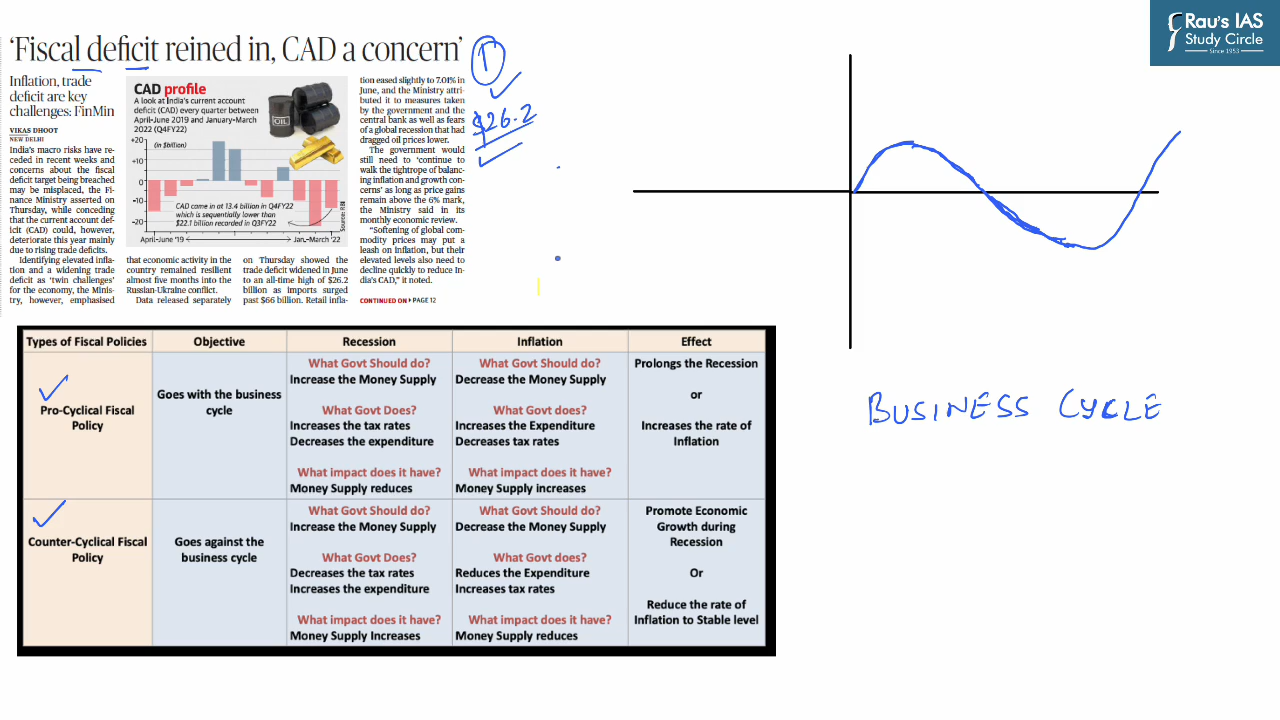 Rau's IAS
Study Circle
Since 1953
'Fiscal deficit reined in, CAD a concern'
1
$26.2
Inflation, trade
deficit are key
challenges: FinMin
VIKAS DHOOT
NEW DELHI
India's macro risks have re-
ceded in recent weeks and
concerns about the fiscal
deficit target being breached
may be misplaced, the Fi-
nance Ministry asserted on
Thursday, while conceding
that the current account def-
icit (CAD) could, however,
deteriorate this year mainly
due to rising trade deficits.
Identifying elevated infla-
tion and a widening trade
deficit as 'twin challenges'
for the economy, the Minis-
try, however, emphasised
CAD profile
A look at India's current account
deficit (CAD) every quarter between
April-June 2019 and January-March
2022 (Q4FY22)
OIL
(in $billion)
+20
+10
0
-10
-20
CAD came in at 13.4 billion in Q4FY22
which is sequentially lower than
$22.1 billion recorded in Q3FY22
Source: RBI
April-June '19
Jan.-March '22
that economic activity in the
country remained resilient
almost five months into the
Russian-Ukraine conflict.
Data released separately
on Thursday showed the
trade deficit widened in June
to an all-time high of $26.2
billion as imports surged
past $66 billion. Retail infla-
tion eased slightly to 7.01% in
June, and the Ministry attri-
buted it to measures taken
by the government and the
central bank as well as fears
of a global recession that had
dragged oil prices lower.
The government would
still need to 'continue to
walk the tightrope of balanc-
ing inflation and growth con-
cerns' as long as price gains
remain above the 6% mark,
the Ministry said in its
monthly economic review.
"Softening of global com-
modity prices may put a
leash on inflation, but their
elevated levels also need to
decline quickly to reduce In-
dia's CAD," it noted.
CONTINUED ON ▸ PAGE 12
BUSINESS CYCLE
Types of Fiscal Policies Objective Recession Inflation Effect
Pro-Cyclical Fiscal
Policy
Goes with the business
cycle
What Govt Should do?
Increase the Money Supply
What Govt Does?
Increases the tax rates
Decreases the expenditure
What impact does it have?
Money Supply reduces
What Govt Should do?
Decrease the Money Supply
What Govt does?
Increases the Expenditure
Decreases tax rates
What impact does it have?
Money Supply increases
Prolongs the Recession
or
Increases the rate of
Inflation
Counter-Cyclical Fiscal
Policy
Goes against the
business cycle
What Govt Should do?
Increase the Money Supply
What Govt Does?
Decreases the tax rates
Increases the expenditure
What impact does it have?
Money Supply Increases
What Govt Should do?
Decrease the Money Supply
What Govt does?
Reduces the Expenditure
Increases tax rates
What impact does it have?
Money Supply reduces
Promote Economic
Growth during
Recession
Or
Reduce the rate of
Inflation to Stable level